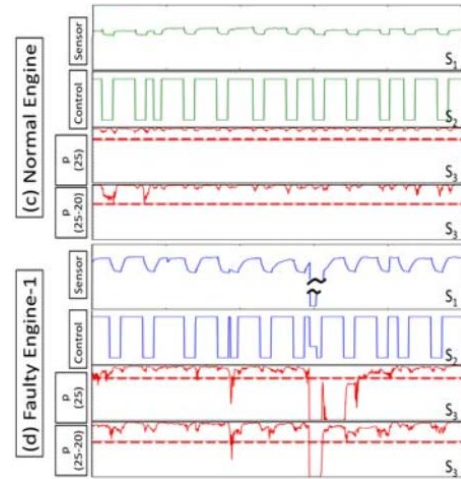 (c) Normal Engine
Sensor
S1
Control
S2
P
(25)
S3
P
(25-20)
S3
(d) Faulty Engine-1
Sensor
S1
Control
S2
P
(25)
S3
P
(25-20)
S3